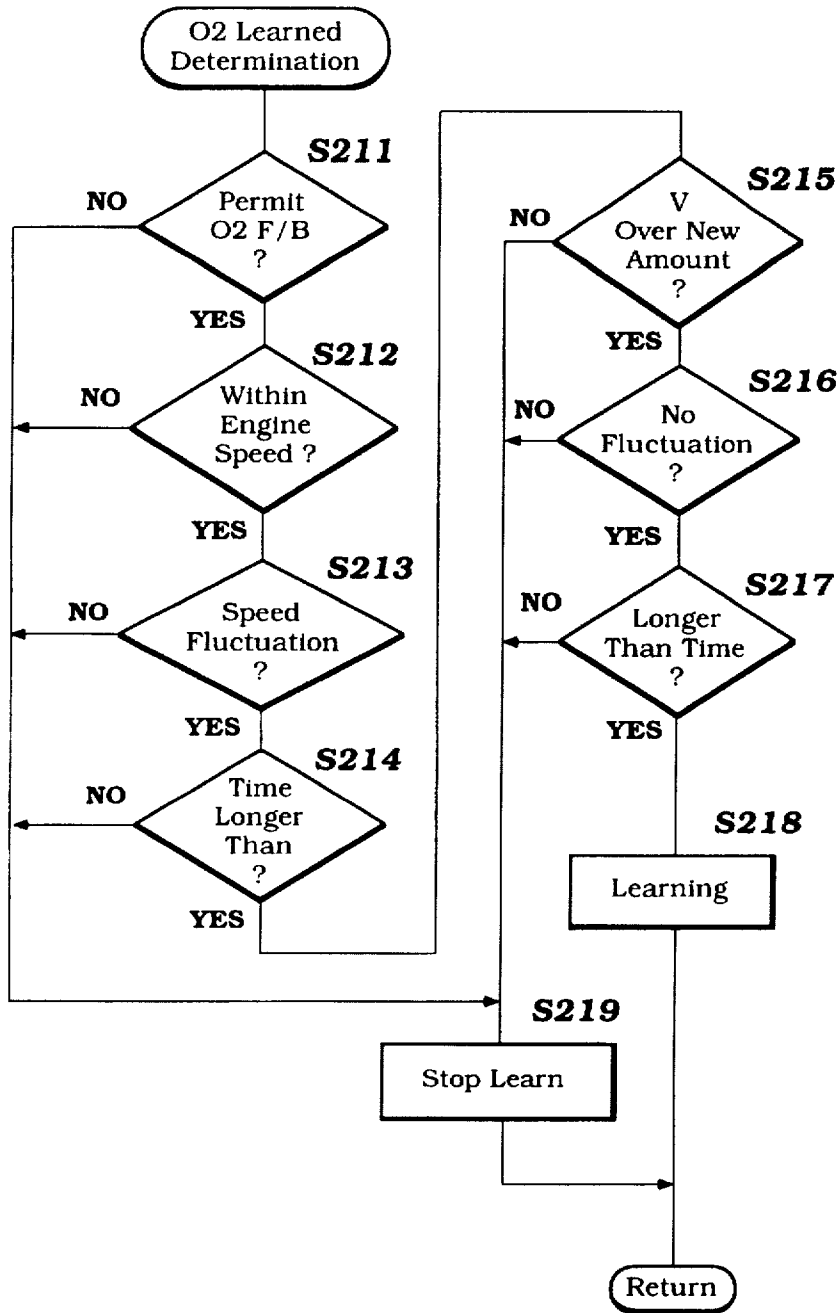 O2 Learned
Determination
S211
NO
Permit
O2 F/B
?
YES
S212
NO
Within
Engine
Speed ?
YES
S213
NO
Speed
Fluctuation
?
YES
S214
NO
Time
Longer
Than
?
YES
S215
NO
V
Over New
Amount
?
YES
S216
NO
No
Fluctuation
?
YES
S217
NO
Longer
Than Time
?
YES
S218
Learning
S219
Stop Learn
Return